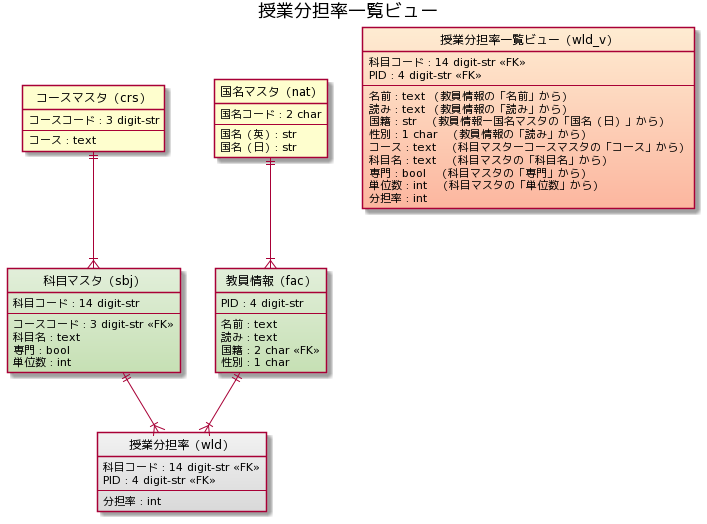 授業分担率一覧ビュー
授業分担率一覧ビュー（wld_v）
科目コード : 14 digit-str «FK»
PID : 4 digit-str «FK»
名前 : text （教員情報の「名前」から）
読み : text （教員情報の「読み」から）
国籍 : str （教員情報ー国名マスタの「国名（日）」から）
性別 : 1 char （教員情報の「読み」から）
コース : text （科目マスターコースマスタの「コース」から）
科目名 : text （科目マスタの「科目名」から）
専門 : bool （科目マスタの「専門」から）
単位数 : int （科目マスタの「単位数」から）
分担率 : int
コースマスタ（crs）
コースコード : 3 digit-str
コース : text
国名マスタ（nat）
国名コード : 2 char
国名（英）: str
国名（日）: str
科目マスタ（sbj）
科目コード : 14 digit-str
コースコード : 3 digit-str «FK»
科目名 : text
専門 : bool
単位数 : int
教員情報（fac）
PID : 4 digit-str
名前 : text
読み : text
国籍 : 2 char «FK»
性別 : 1 char
授業分担率（wld）
科目コード : 14 digit-str «FK»
PID : 4 digit-str «FK»
分担率 : int